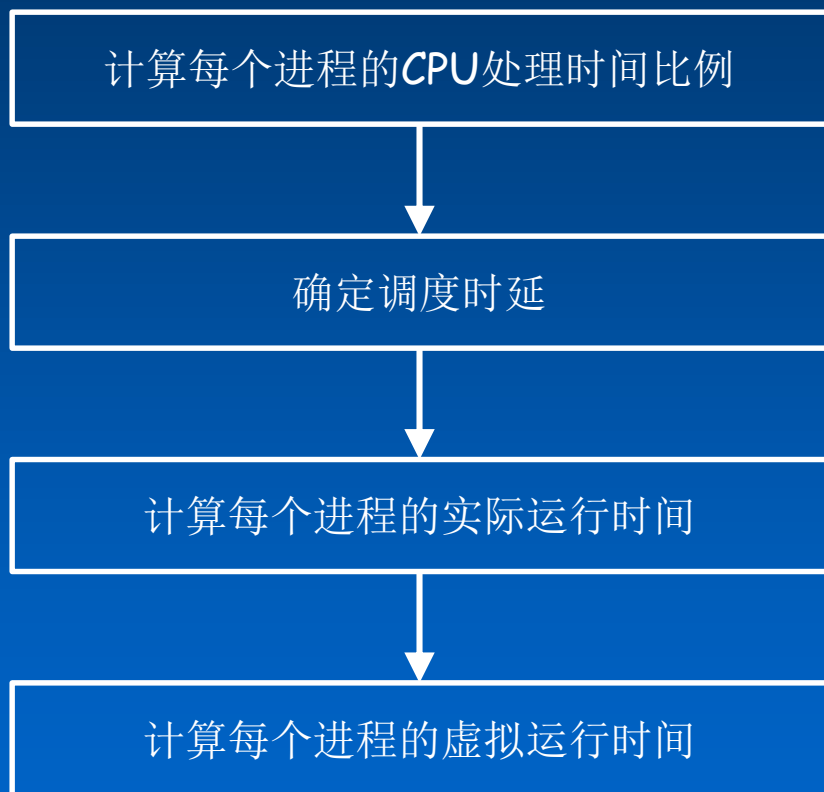 计算每个进程的CPU处理时间比例
确定调度时延
计算每个进程的实际运行时间
计算每个进程的虚拟运行时间